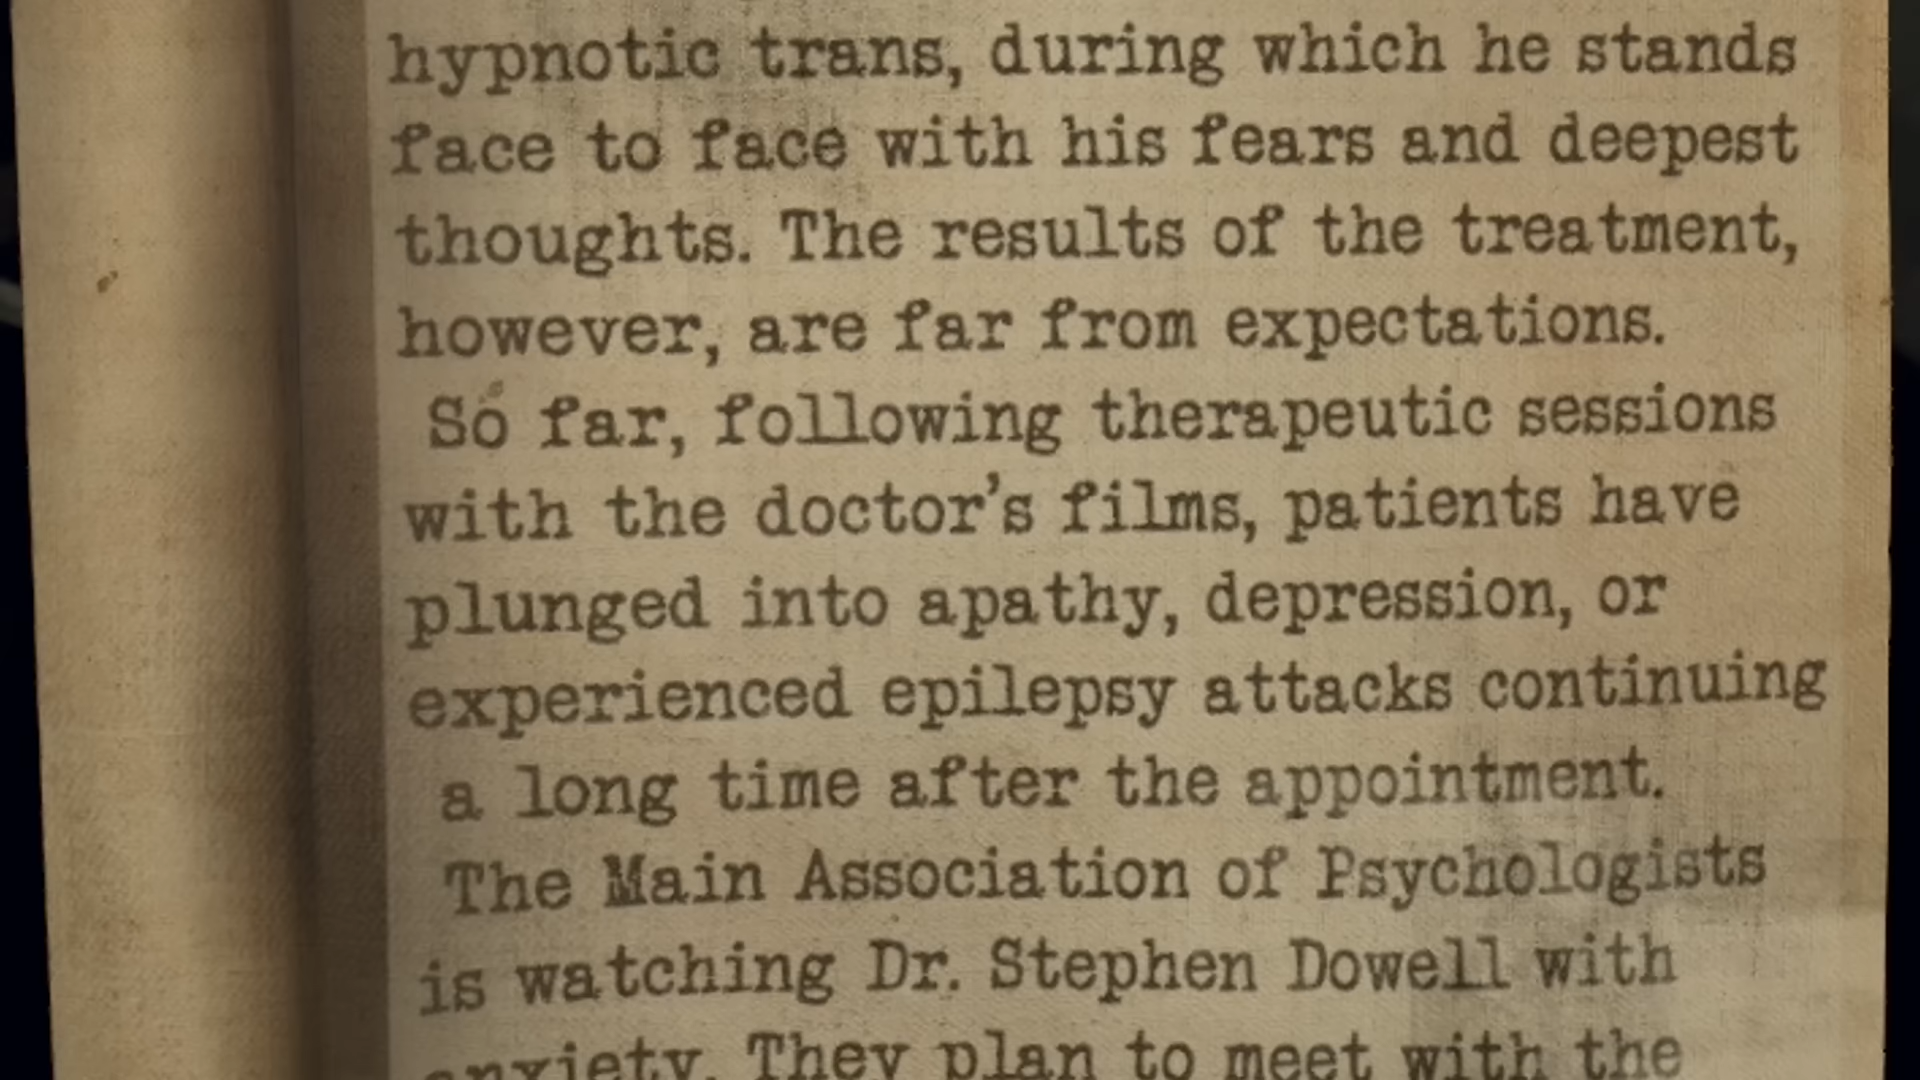 hypnotic trans, during which he stands
face to face with his fears and deepest
thoughts. The results of the treatment,
however, are far from expectations.
So far, following therapeutic sessions
with the doctor's films, patients have
plunged into apathy, depression, or
experienced epilepsy attacks continuing
a long time after the appointment.
The Main Association of Psychologists
is watching Dr. Stephen Dowell with
anxiety. They plan to meet with the